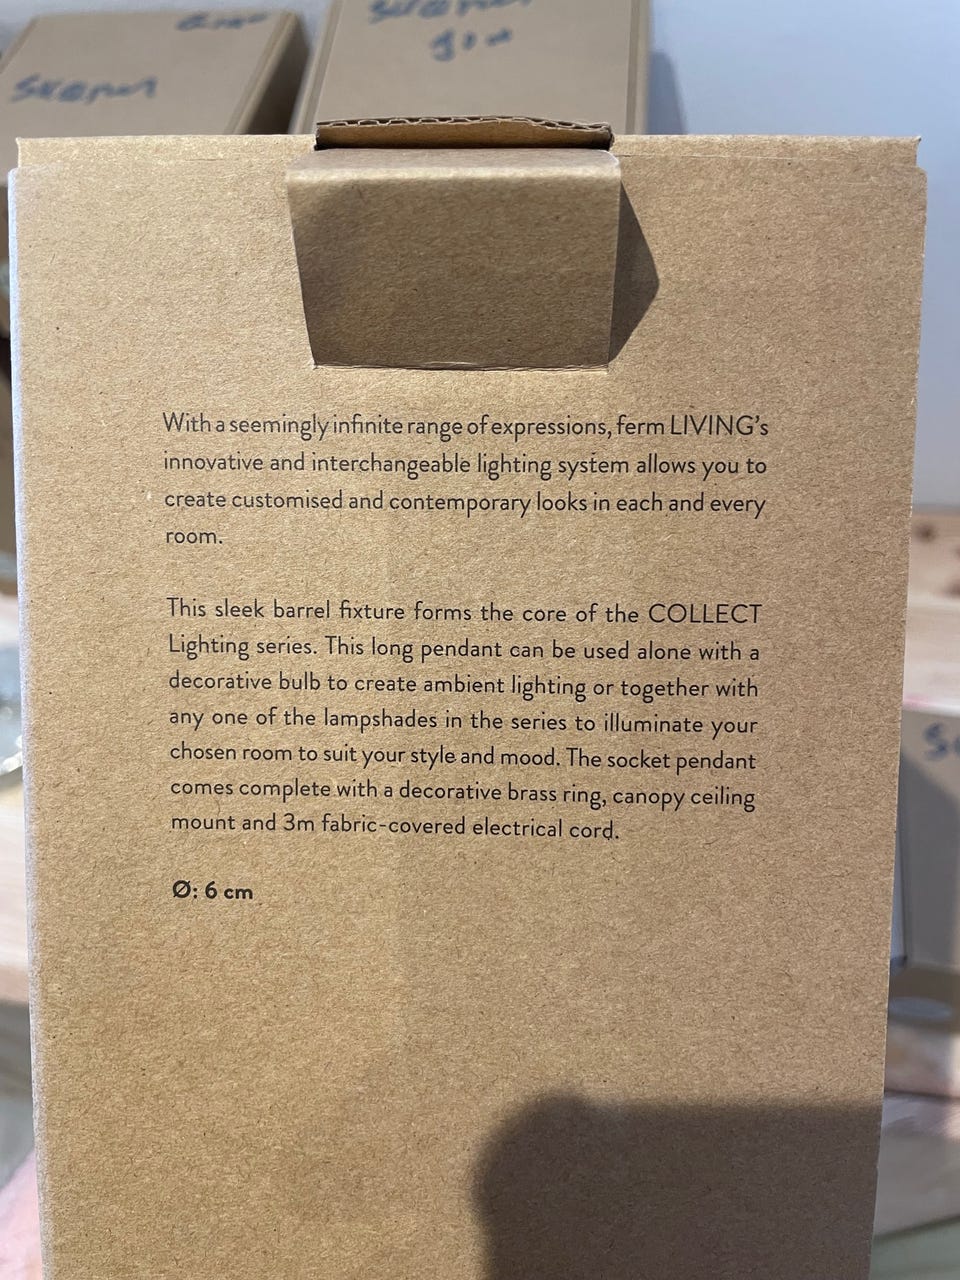 With a seemingly infinite range of expressions, ferm LIVING's
innovative and interchangeable lighting system allows you to
create customised and contemporary looks in each and every
room.
This sleek barrel fixture forms the core of the COLLECT
Lighting series. This long pendant can be used alone with a
decorative bulb to create ambient lighting or together with
any one of the lampshades in the series to illuminate your
chosen room to suit your style and mood. The socket pendant
comes complete with a decorative brass ring, canopy ceiling
mount and 3m fabric-covered electrical cord.
Ø: 6 cm